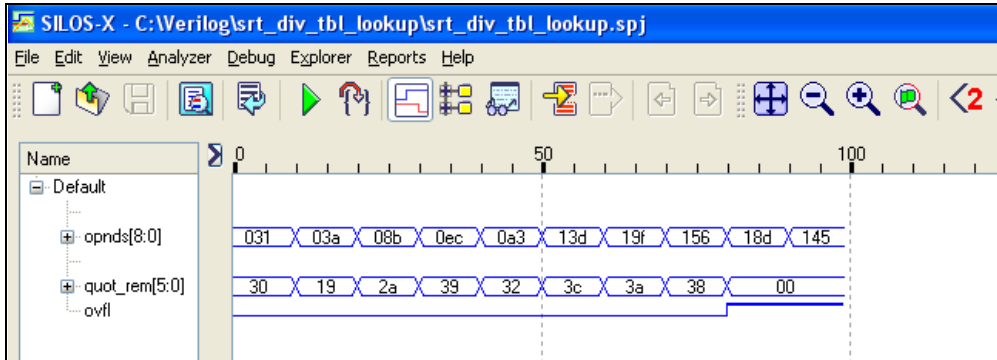 SILOS-X - C:\Verilog\srt_div_tbl_lookup\srt_div_tbl_lookup.spj
File Edit View Analyzer Debug Explorer Reports Help
2
Name 0 50 100
Default
opnds[8:0] 031 03a 08b 0ec 0a3 13d 19f 156 18d 145
quot_rem[5:0] 30 19 2a 39 32 3c 3a 38 00
ovfl